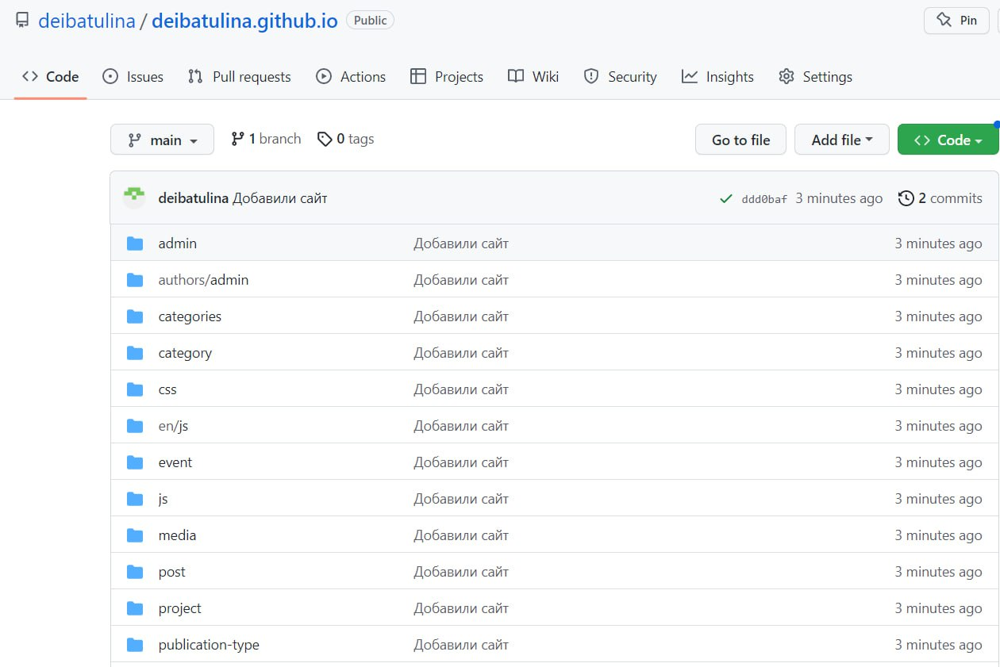 deibatulina / deibatulina.github.io Public Pin
Code Issues Pull requests Actions Projects Wiki Security Insights Settings
main 1 branch 0 tags Go to file Add file Code
deibatulina Добавили сайт ddd0baf 3 minutes ago 2 commits
admin Добавили сайт 3 minutes ago
authors/admin Добавили сайт 3 minutes ago
categories Добавили сайт 3 minutes ago
category Добавили сайт 3 minutes ago
css Добавили сайт 3 minutes ago
en/js Добавили сайт 3 minutes ago
event Добавили сайт 3 minutes ago
js Добавили сайт 3 minutes ago
media Добавили сайт 3 minutes ago
post Добавили сайт 3 minutes ago
project Добавили сайт 3 minutes ago
publication-type Добавили сайт 3 minutes ago